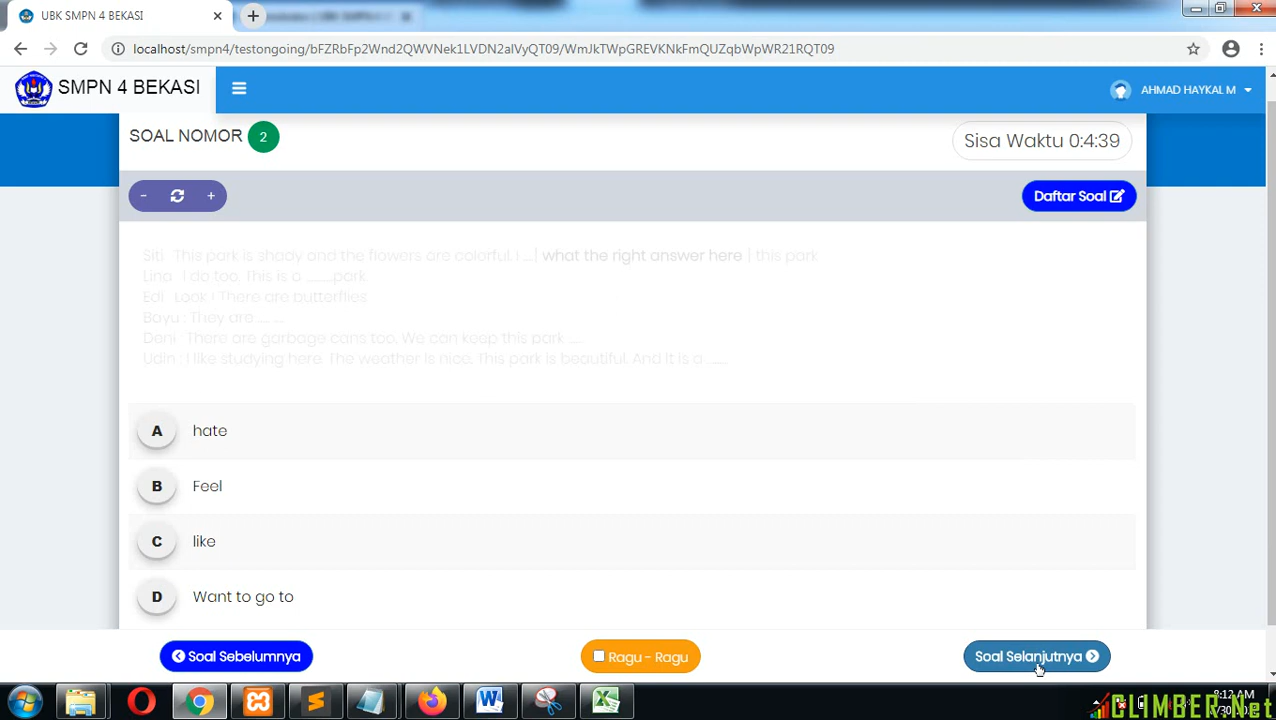 UBK SMPN 4 BEKASI
localhost/smpn4/testongoing/bFZRbFp2Wnd2QWVNek1LVDN2alVyQT09/WmJkTWpGREVKNkFmQUZqbWpWR21RQT09
SMPN 4 BEKASI
AHMAD HAYKAL M
SOAL NOMOR 2
Sisa Waktu 0:4:39
- +
Daftar Soal
Siti : This park is shady and the flowers are colorful. I ....[ what the right answer here ] this park
Lina : I do too. This is a ........park.
Edi : Look ! There are butterflies
Bayu : They are .... ....
Deni : There are garbage cans too. We can keep this park .....
Udin : I like studying here. The weather is nice. This park is beautiful. And it is a .......
A hate
B Feel
C like
D Want to go to
Soal Sebelumnya
Ragu - Ragu
Soal Selanjutnya
8:12 AM
GLIMBER.Net